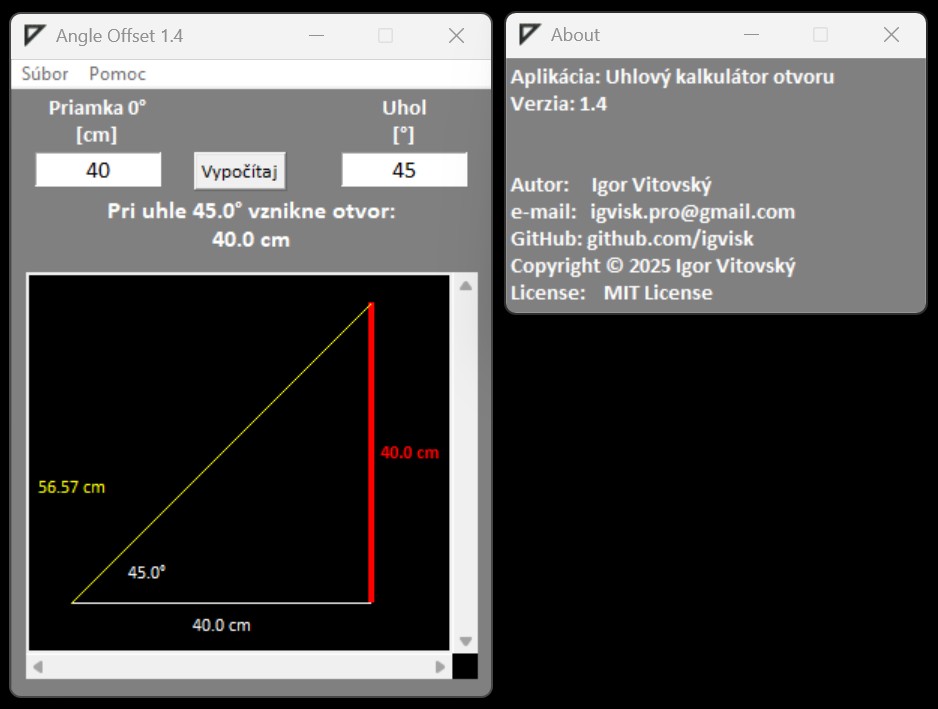 Angle Offset 1.4
Súbor Pomoc
Priamka 0°
[cm]
Uhol
[°]
40
Vypočítaj
45
Pri uhle 45.0° vznikne otvor:
40.0 cm
40.0 cm
56.57 cm
45.0°
40.0 cm
About
Aplikácia: Uhlový kalkulátor otvoru
Verzia: 1.4
Autor: Igor Vitovský
e-mail: igvisk.pro@gmail.com
GitHub: github.com/igvisk
Copyright © 2025 Igor Vitovský
License: MIT License